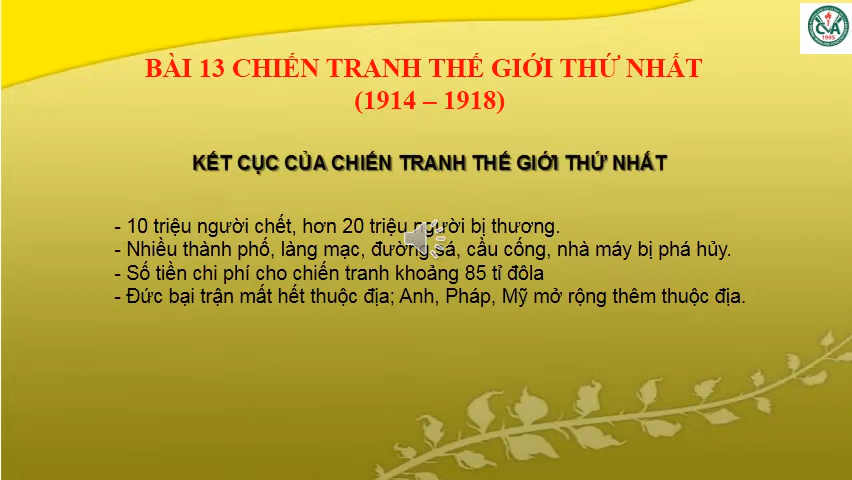 CVA
1995
BÀI 13 CHIẾN TRANH THẾ GIỚI THỨ NHẤT
(1914 – 1918)
KẾT CỤC CỦA CHIẾN TRANH THẾ GIỚI THỨ NHẤT
- 10 triệu người chết, hơn 20 triệu người bị thương.
- Nhiều thành phố, làng mạc, đường sá, cầu cống, nhà máy bị phá hủy.
- Số tiền chi phí cho chiến tranh khoảng 85 tỉ đôla
- Đức bại trận mất hết thuộc địa; Anh, Pháp, Mỹ mở rộng thêm thuộc địa.